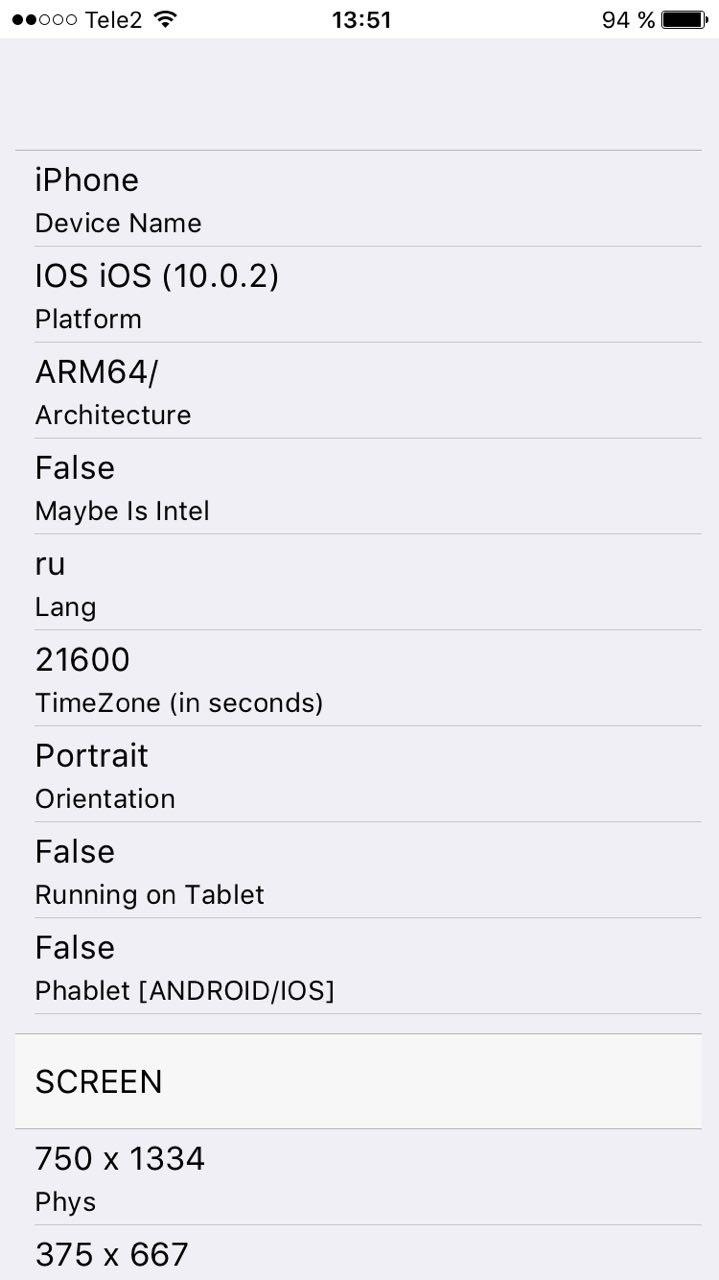 Tele2 13:51 94 %
iPhone
Device Name
IOS iOS (10.0.2)
Platform
ARM64/
Architecture
False
Maybe Is Intel
ru
Lang
21600
TimeZone (in seconds)
Portrait
Orientation
False
Running on Tablet
False
Phablet [ANDROID/IOS]
SCREEN
750 x 1334
Phys
375 x 667